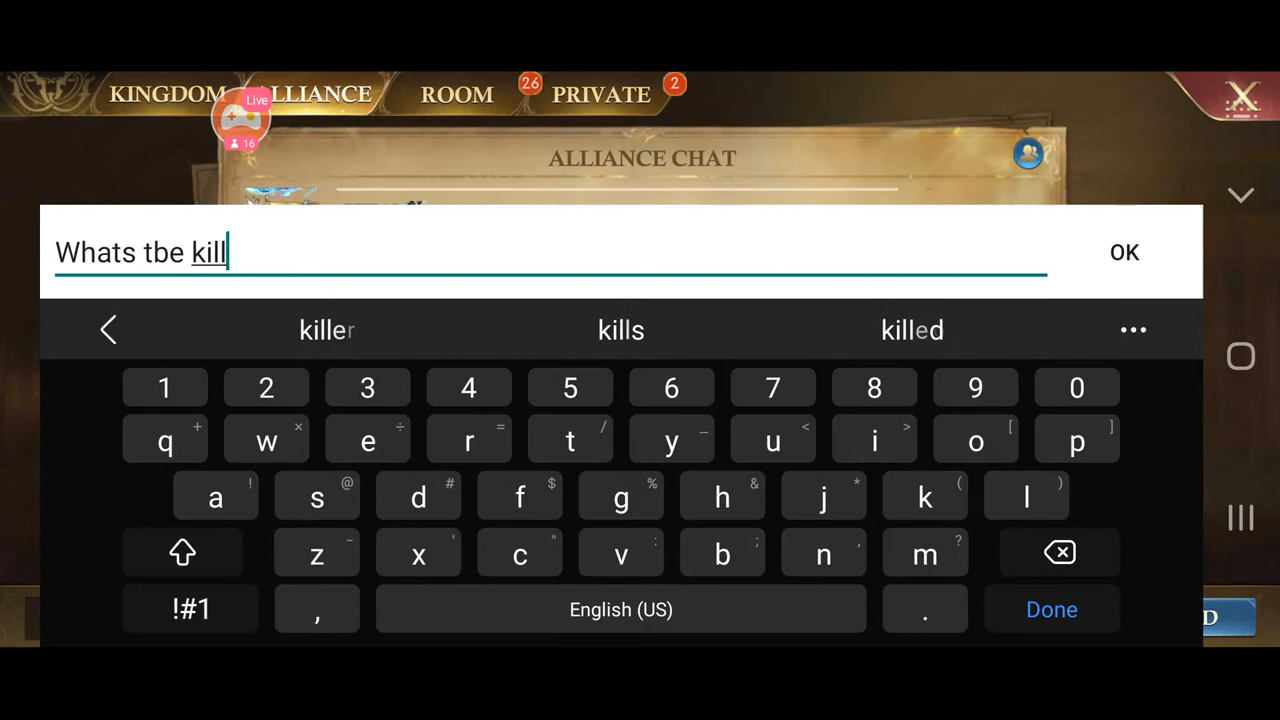 KINGDOM
ALLIANCE
ROOM
26
PRIVATE
2
Live
16
ALLIANCE CHAT
Whats tbe kill
OK
killer
kills
killed
1 2 3 4 5 6 7 8 9 0
q + w × e ÷ r = t / y _ u < i > o [ p ]
a ! s @ d # f $ g % h & j * k ( l )
z - x ' c " v : b ; n , m ?
!#1 , English (US) . Done
D